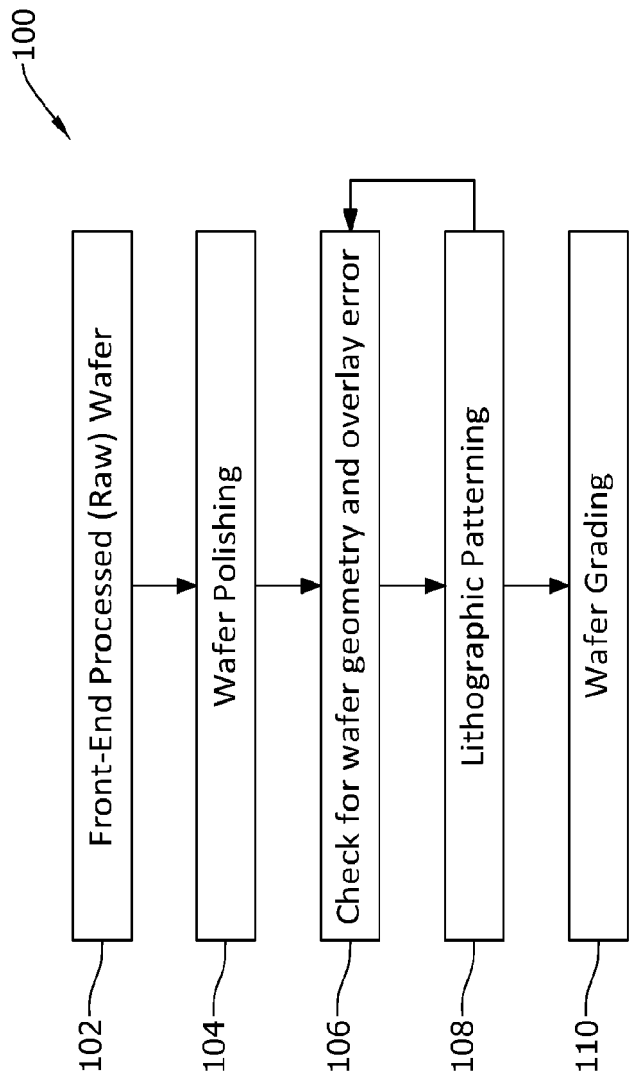 100
102
Front-End Processed (Raw) Wafer
104
Wafer Polishing
106
Check for wafer geometry and overlay error
108
Lithographic Patterning
110
Wafer Grading